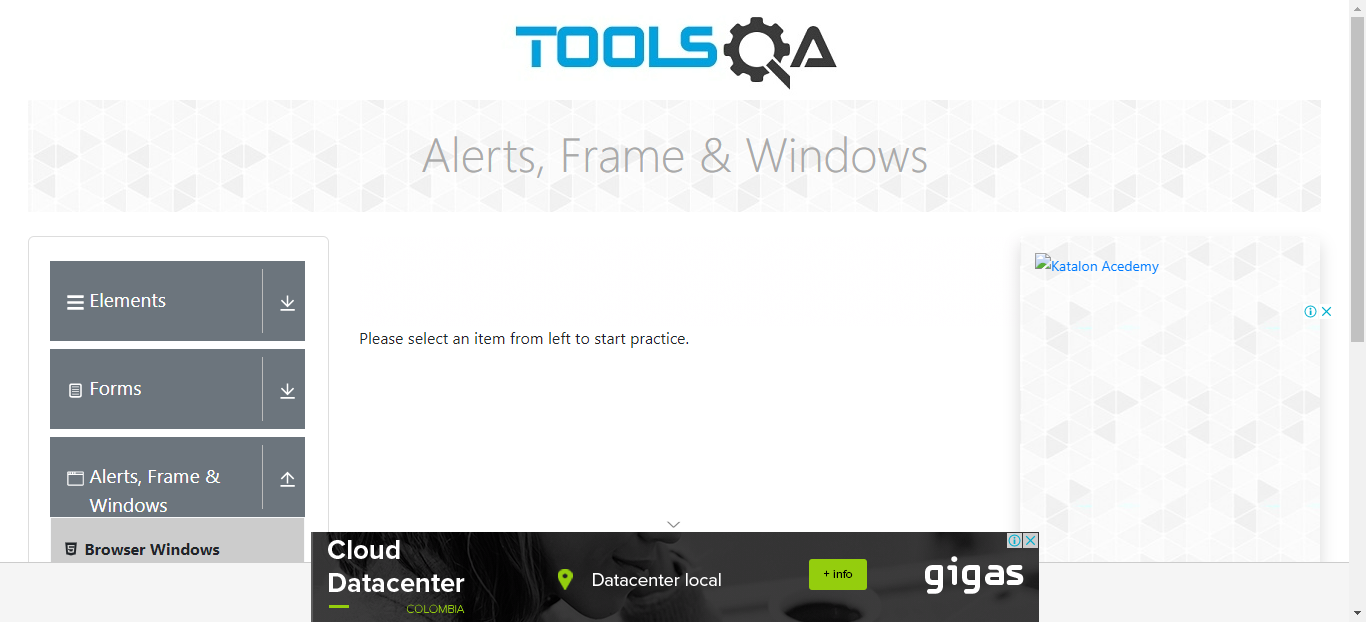 TOOLSQA
Alerts, Frame & Windows
Elements
Forms
Alerts, Frame &
Windows
Browser Windows
Please select an item from left to start practice.
Katalon Acedemy
Cloud
Datacenter
COLOMBIA
Datacenter local
+ info
gigas